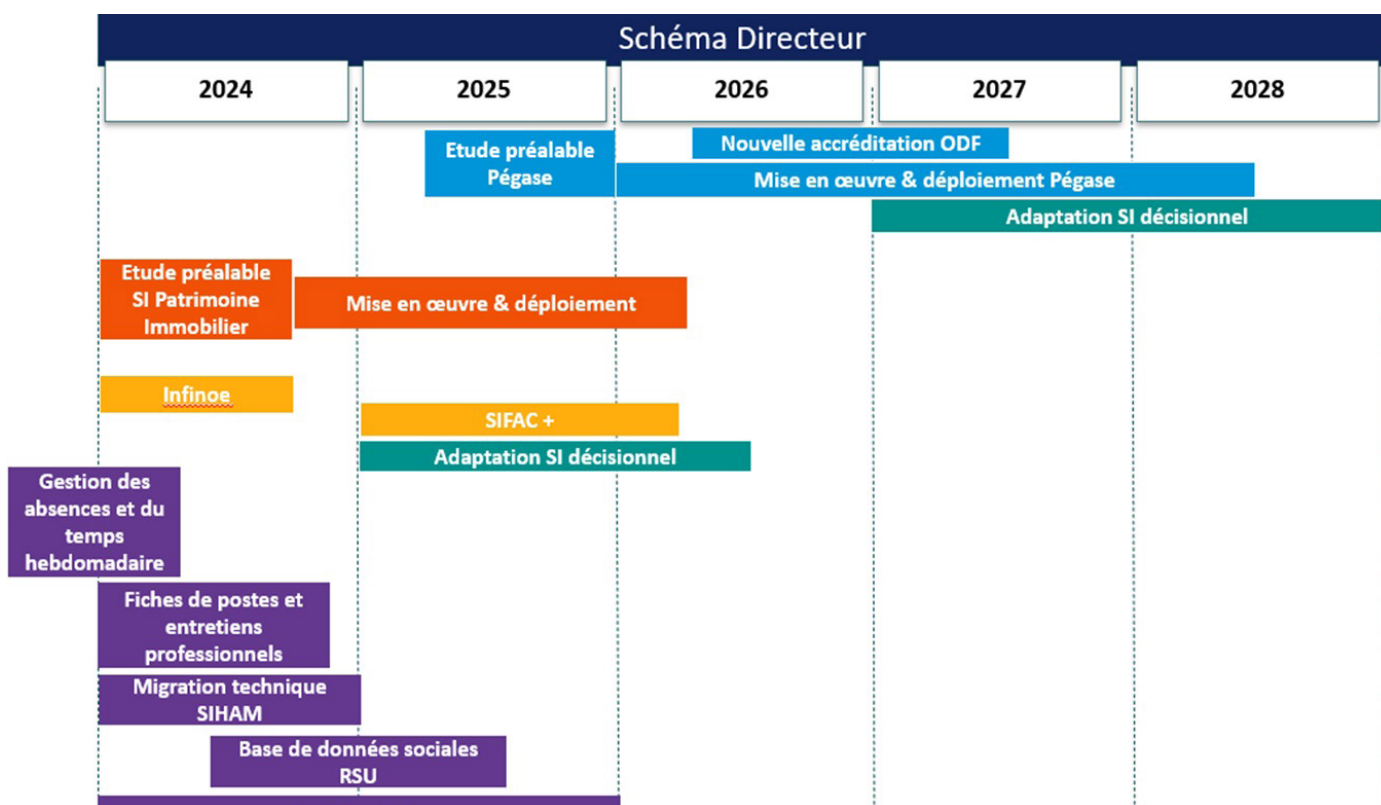 Schéma Directeur
2024
2025
2026
2027
2028
Etude préalable
Pégase
Nouvelle accréditation ODF
Mise en œuvre & déploiement Pégase
Adaptation SI décisionnel
Etude préalable
SI Patrimoine
Immobilier
Mise en œuvre & déploiement
Infinoe
SIFAC +
Adaptation SI décisionnel
Gestion des
absences et du
temps
hebdomadaire
Fiches de postes et
entretiens
professionnels
Migration technique
SIHAM
Base de données sociales
RSU